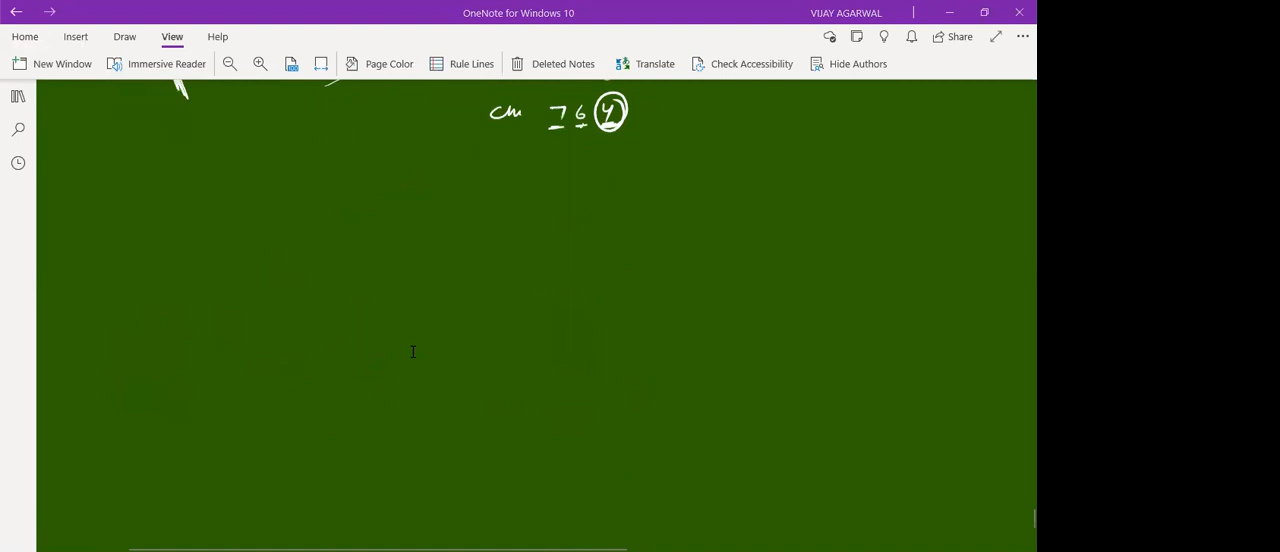 OneNote for Windows 10
VIJAY AGARWAL
Home Insert Draw View Help
Share
New Window Immersive Reader Page Color Rule Lines Deleted Notes Translate Check Accessibility Hide Authors
7 6 4